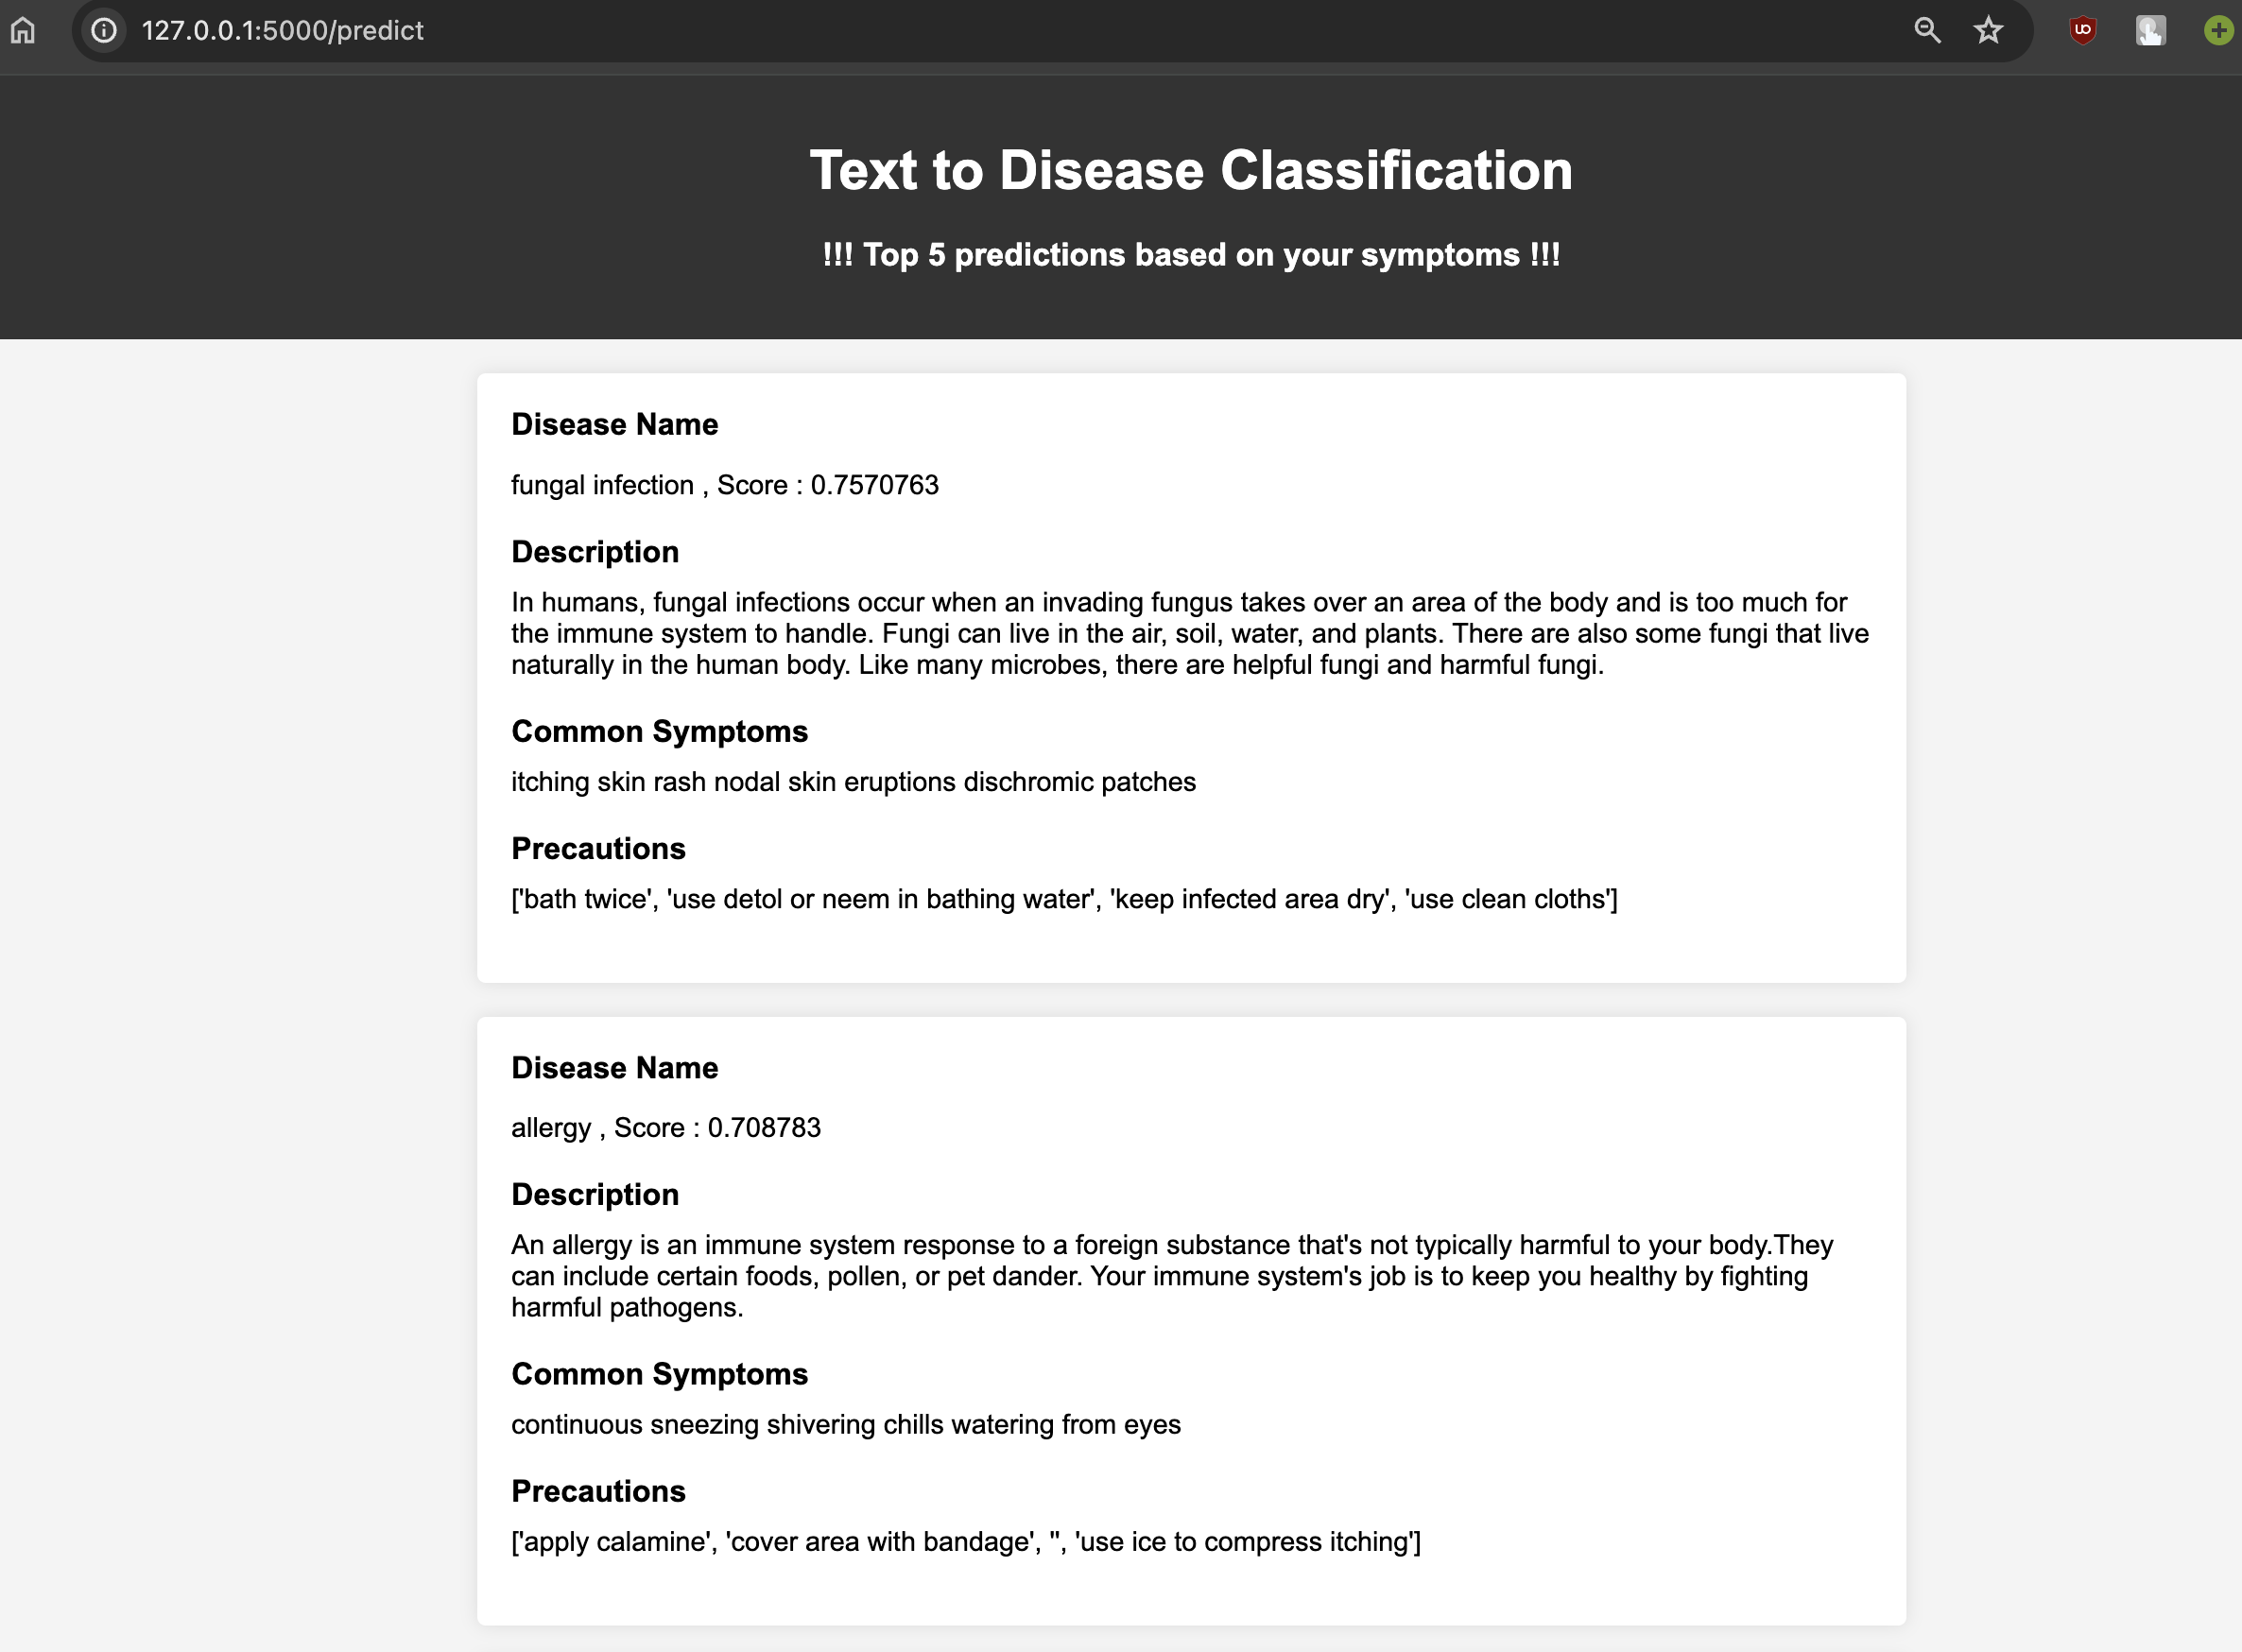 127.0.0.1:5000/predict
Text to Disease Classification
!!! Top 5 predictions based on your symptoms !!!
Disease Name
fungal infection , Score : 0.7570763
Description
In humans, fungal infections occur when an invading fungus takes over an area of the body and is too much for
the immune system to handle. Fungi can live in the air, soil, water, and plants. There are also some fungi that live
naturally in the human body. Like many microbes, there are helpful fungi and harmful fungi.
Common Symptoms
itching skin rash nodal skin eruptions dischromic patches
Precautions
['bath twice', 'use detol or neem in bathing water', 'keep infected area dry', 'use clean cloths']
Disease Name
allergy , Score : 0.708783
Description
An allergy is an immune system response to a foreign substance that's not typically harmful to your body.They
can include certain foods, pollen, or pet dander. Your immune system's job is to keep you healthy by fighting
harmful pathogens.
Common Symptoms
continuous sneezing shivering chills watering from eyes
Precautions
['apply calamine', 'cover area with bandage', '', 'use ice to compress itching']